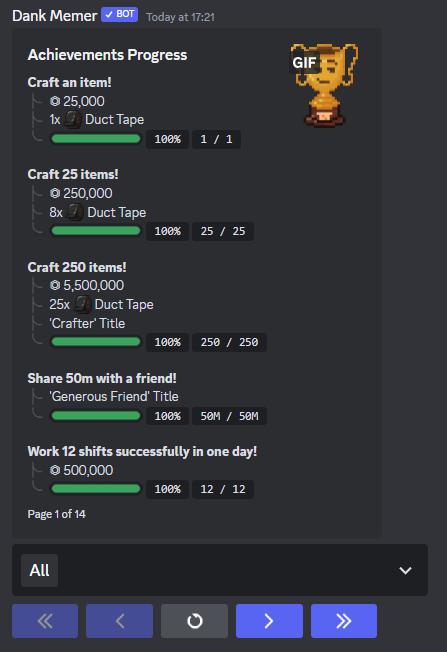 Dank Memer ✓ BOT Today at 17:21
Achievements Progress
GIF
Craft an item!
25,000
1x Duct Tape
100% 1 / 1
Craft 25 items!
250,000
8x Duct Tape
100% 25 / 25
Craft 250 items!
5,500,000
25x Duct Tape
'Crafter' Title
100% 250 / 250
Share 50m with a friend!
'Generous Friend' Title
100% 50M / 50M
Work 12 shifts successfully in one day!
500,000
100% 12 / 12
Page 1 of 14
All